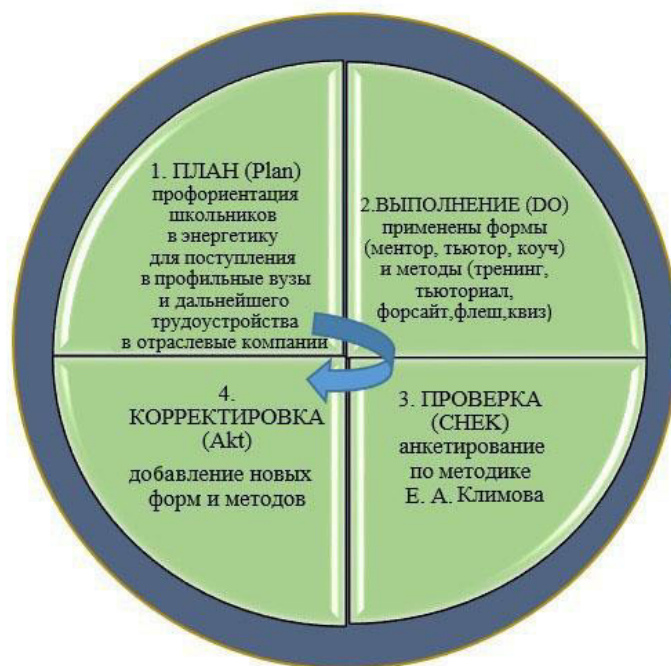 1. ПЛАН (Plan)
профориентация
школьников
в энергетику
для поступления
в профильные вузы
и дальнейшего
трудоустройства
в отраслевые компании
2.ВЫПОЛНЕНИЕ (DO)
применены формы
(ментор, тьютор, коуч)
и методы (тренинг,
тьюториал,
форсайт,флеш,квиз)
3. ПРОВЕРКА
(CHEK)
анкетирование
по методике
Е. А. Климова
4.
КОРРЕКТИРОВКА
(Akt)
добавление новых
форм и методов